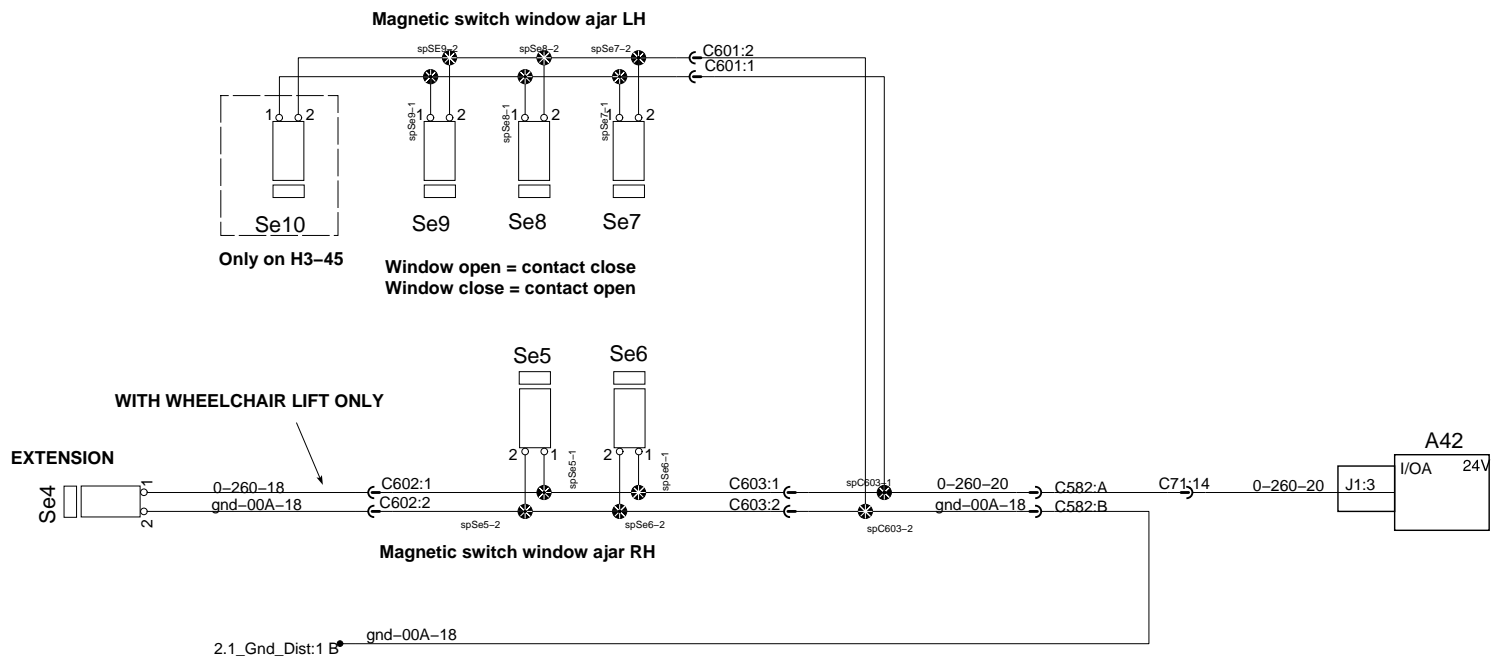 Magnetic switch window ajar LH
spSE9-2
spSe8-2
spSe7-2
C601:2
C601:1
1 2
spSe9-1
1 2
spSe8-1
1 2
spSe7-1
1 2
Se10
Se9
Se8
Se7
Only on H3-45
Window open = contact close
Window close = contact open
Se5
Se6
WITH WHEELCHAIR LIFT ONLY
2 1
spSe5-1
2 1
spSe6-1
EXTENSION
Se4
1
2
0-260-18
gnd-00A-18
C602:1
C602:2
spSe5-2
spSe6-2
C603:1
C603:2
spC603-1
spC603-2
0-260-20
gnd-00A-18
C582:A
C582:B
C71:14
0-260-20
J1:3
A42
I/OA
24V
Magnetic switch window ajar RH
gnd-00A-18
2.1_Gnd_Dist:1 B